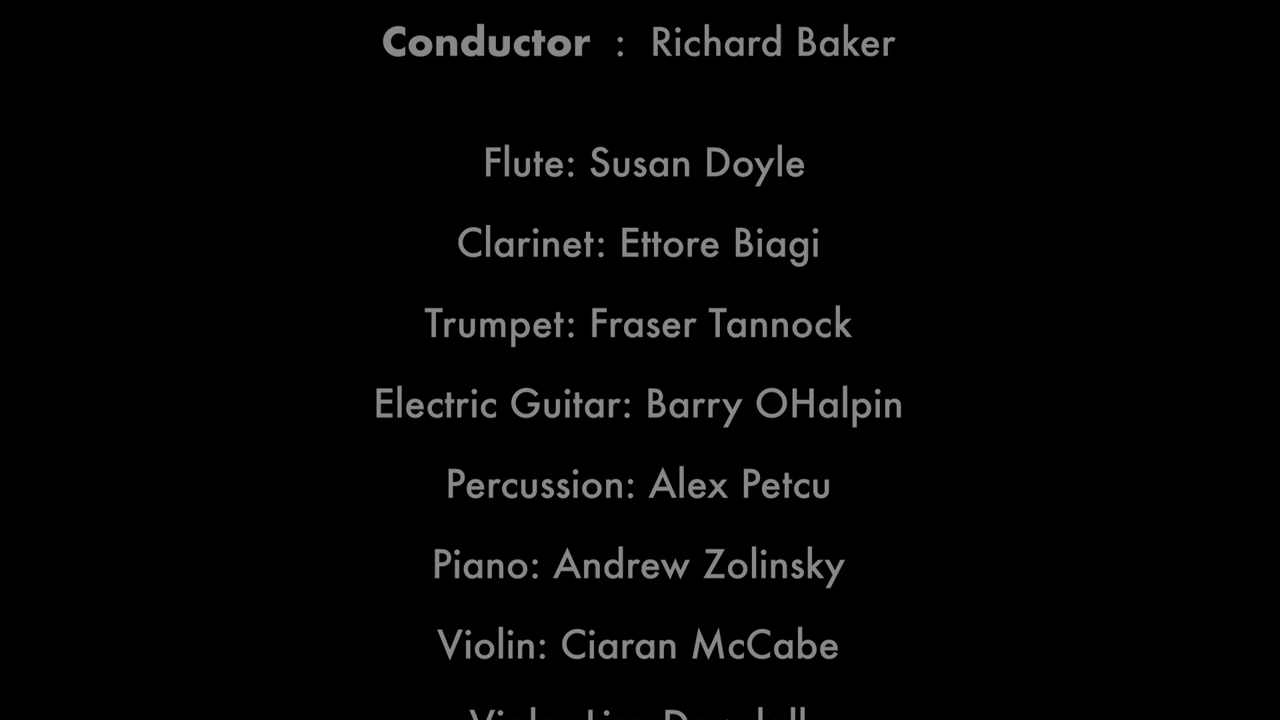 Conductor : Richard Baker
Flute: Susan Doyle
Clarinet: Ettore Biagi
Trumpet: Fraser Tannock
Electric Guitar: Barry OHalpin
Percussion: Alex Petcu
Piano: Andrew Zolinsky
Violin: Ciaran McCabe